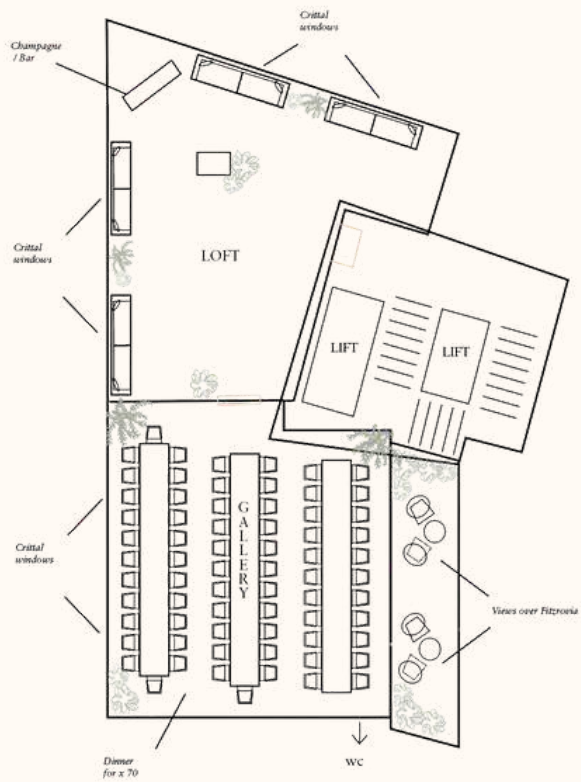 Crittal
windows
Champagne
/ Bar
Crittal
windows
LOFT
LIFT
LIFT
GALLERY
Crittal
windows
Views over Fitzrovia
Dinner
for x 70
WC